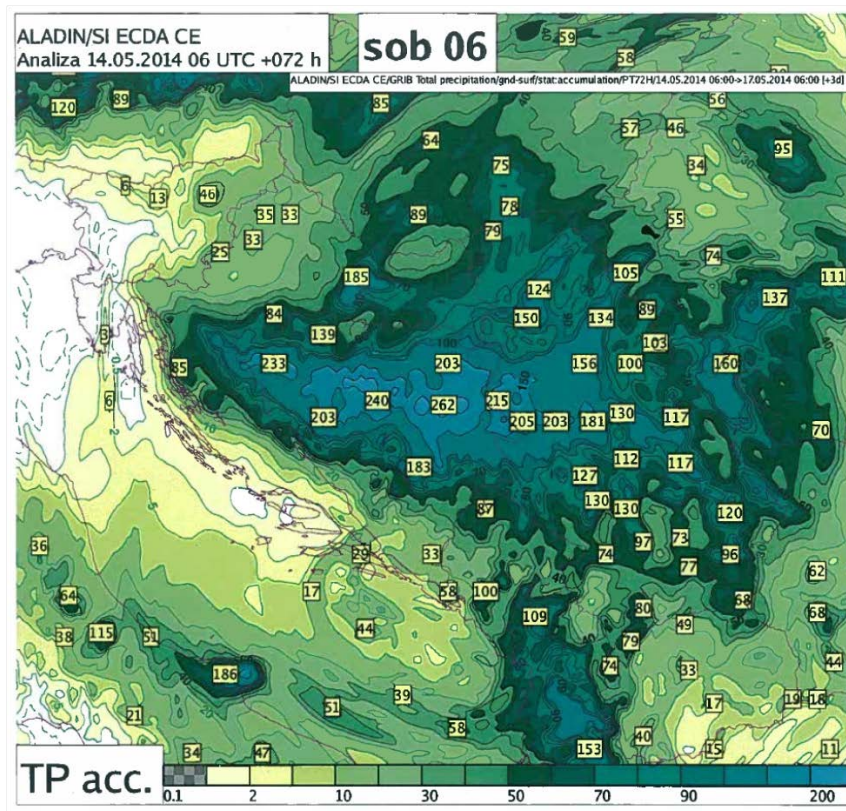 ALADIN/SI ECDA CE
Analiza 14.05.2014 06 UTC +072 h
sob 06
ALADIN/SI ECDA CE/GRIB Total precipitation/gnd-surf/stat:accumulation/PT72H/14.05.2014 06:00->17.05.2014 06:00 [+3d]
59
58
120 89 85 56
64 57 46 95
75 34
6 13 46
35 33 89 78 55
33 79
25 74
185 105 111
124 137
84 150 134 89
3 139 103
85 233 203 156 100 160
6 240 262 215
203 205 203 181 130 117 70
183 112 117
127
87 130 130 120
36 29 33 74 97 73 96
77 62
64 17 58 100 68
109 80 68
38 115 51 44 79 49
186 74 33 44
51 39 17 19 18
21 58
34 47 153 40 15 11
TP acc.
0.1 2 10 30 50 70 90 200